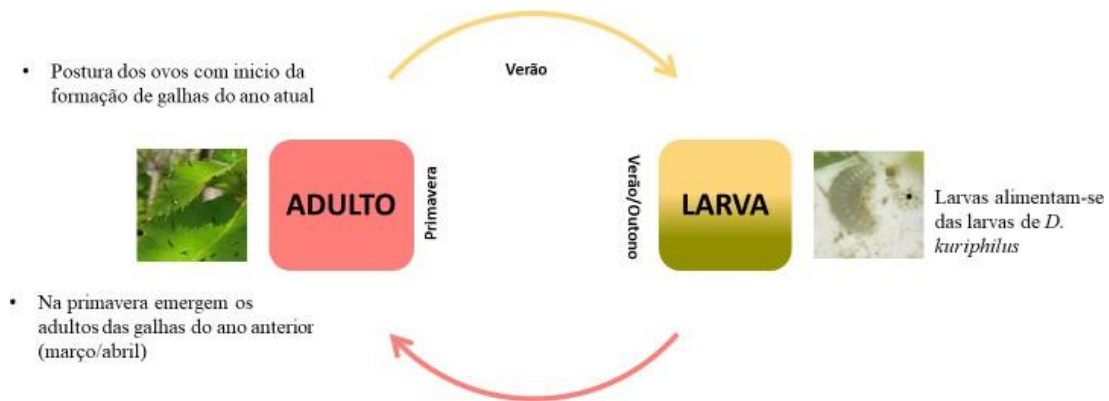 • Postura dos ovos com inicio da
formação de galhas do ano atual
Verão
ADULTO
Primavera
Verão/Outono
LARVA
Larvas alimentam-se
das larvas de D.
kuriphilus
• Na primavera emergem os
adultos das galhas do ano anterior
(março/abril)